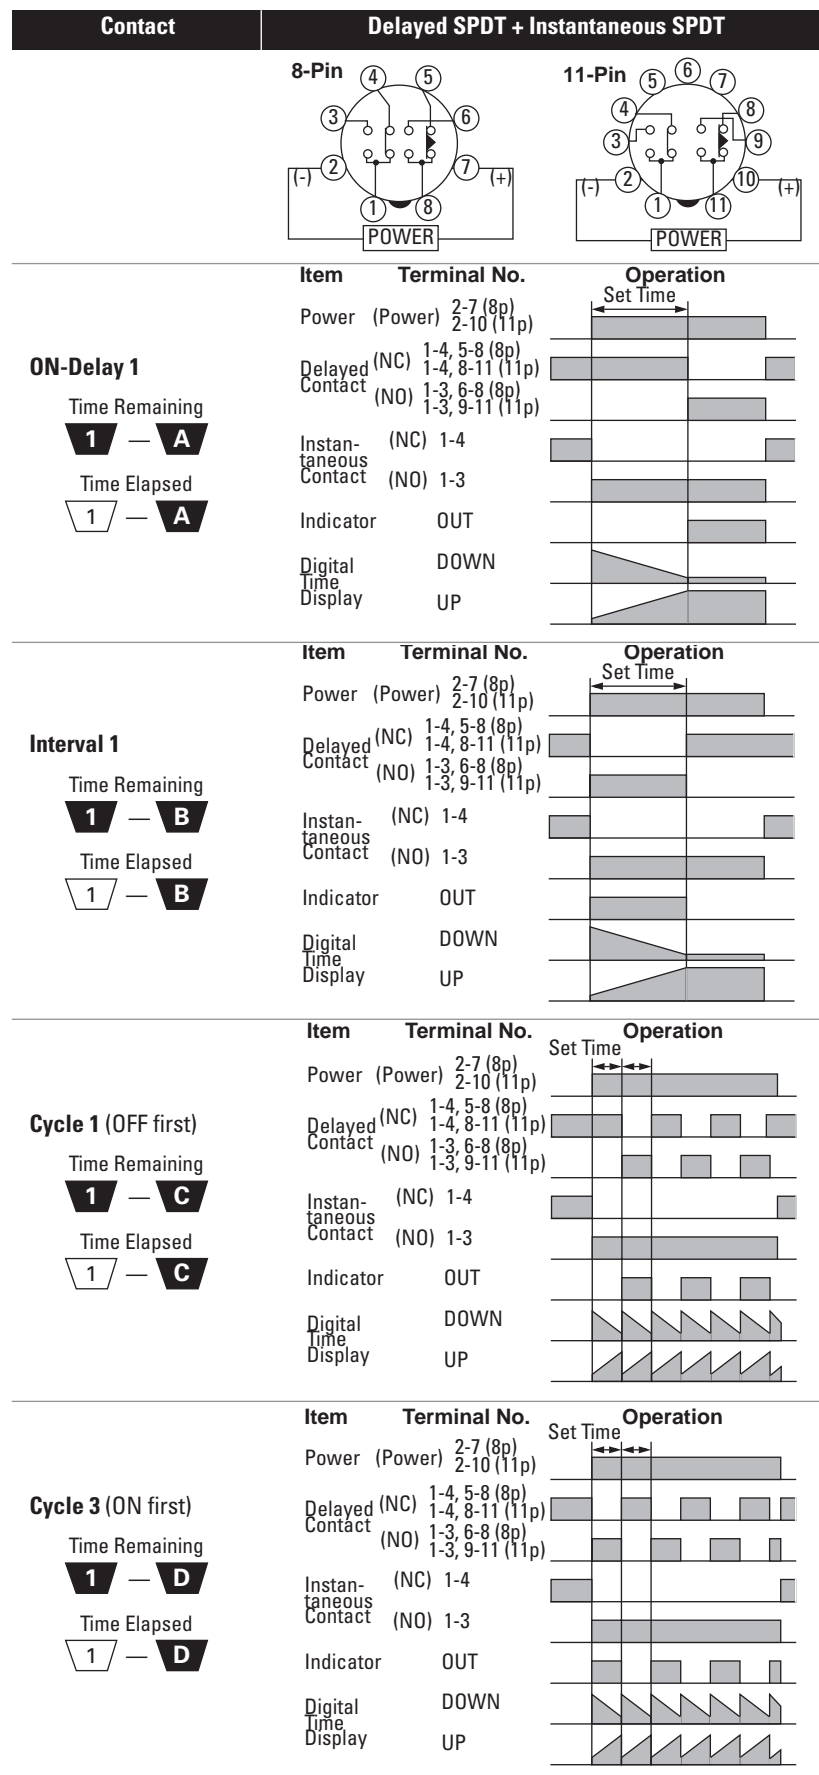 Contact Delayed SPDT + Instantaneous SPDT
8-Pin 4 5 3 6 2 7 (-) (+) 1 8 POWER
11-Pin 5 6 7 4 8 3 9 2 10 (-) (+) 1 11 POWER
ON-Delay 1
Time Remaining
1 — A
Time Elapsed
1 — A
Item Terminal No. Operation
Set Time
Power (Power) 2-7 (8p)
2-10 (11p)
Delayed Contact (NC) 1-4, 5-8 (8p)
1-4, 8-11 (11p)
(NO) 1-3, 6-8 (8p)
1-3, 9-11 (11p)
Instan-
taneous
Contact (NC) 1-4
(NO) 1-3
Indicator OUT
Digital
Time
Display DOWN
UP
Interval 1
Time Remaining
1 — B
Time Elapsed
1 — B
Item Terminal No. Operation
Set Time
Power (Power) 2-7 (8p)
2-10 (11p)
Delayed Contact (NC) 1-4, 5-8 (8p)
1-4, 8-11 (11p)
(NO) 1-3, 6-8 (8p)
1-3, 9-11 (11p)
Instan-
taneous
Contact (NC) 1-4
(NO) 1-3
Indicator OUT
Digital
Time
Display DOWN
UP
Cycle 1 (OFF first)
Time Remaining
1 — C
Time Elapsed
1 — C
Item Terminal No. Operation
Set Time
Power (Power) 2-7 (8p)
2-10 (11p)
Delayed Contact (NC) 1-4, 5-8 (8p)
1-4, 8-11 (11p)
(NO) 1-3, 6-8 (8p)
1-3, 9-11 (11p)
Instan-
taneous
Contact (NC) 1-4
(NO) 1-3
Indicator OUT
Digital
Time
Display DOWN
UP
Cycle 3 (ON first)
Time Remaining
1 — D
Time Elapsed
1 — D
Item Terminal No. Operation
Set Time
Power (Power) 2-7 (8p)
2-10 (11p)
Delayed Contact (NC) 1-4, 5-8 (8p)
1-4, 8-11 (11p)
(NO) 1-3, 6-8 (8p)
1-3, 9-11 (11p)
Instan-
taneous
Contact (NC) 1-4
(NO) 1-3
Indicator OUT
Digital
Time
Display DOWN
UP